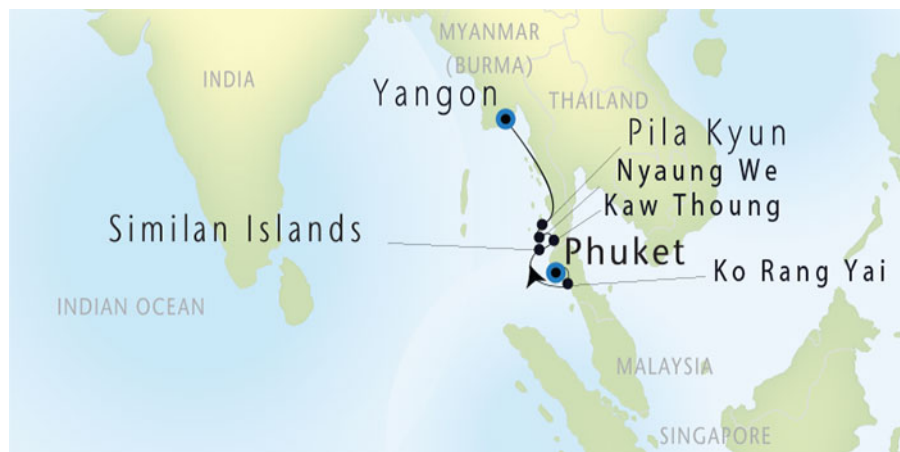 MYANMAR
(BURMA)
INDIA
Yangon
THAILAND
Pila Kyun
Nyaung We
Kaw Thoung
Similan Islands
Phuket
Ko Rang Yai
INDIAN OCEAN
MALAYSIA
SINGAPORE